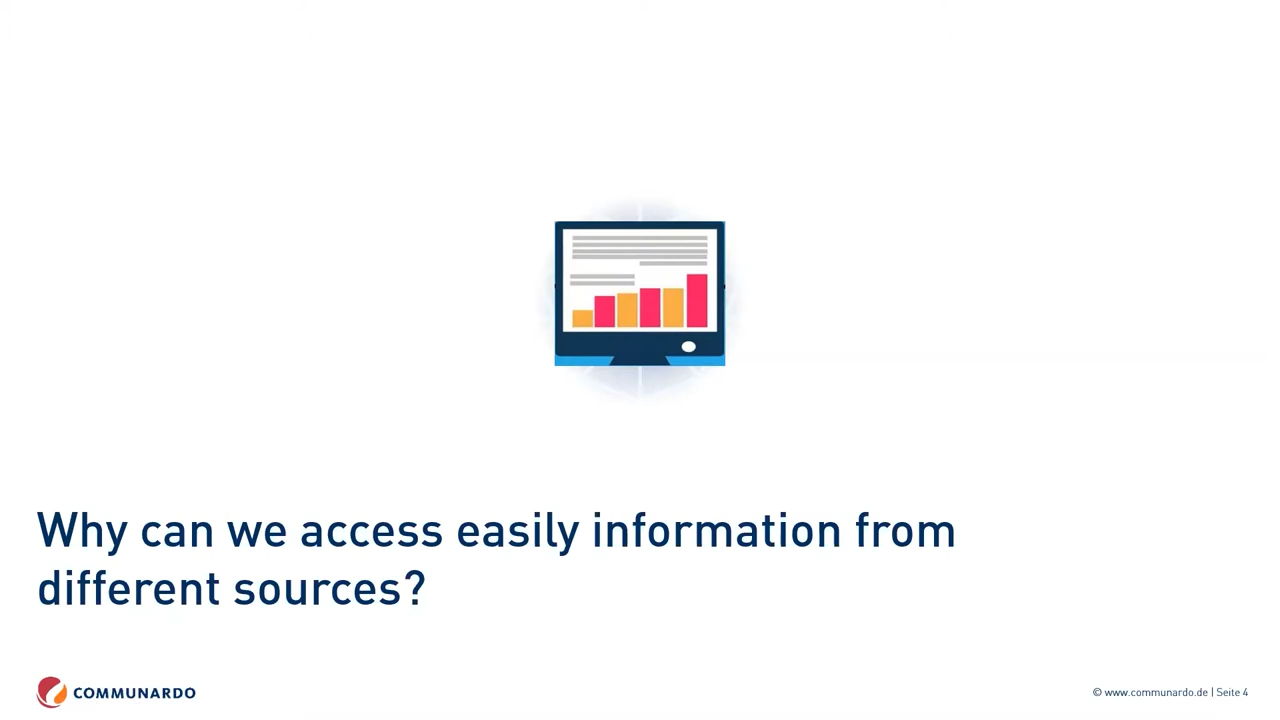 Why can we access easily information from
different sources?
COMMUNARDO
© www.communardo.de | Seite 4